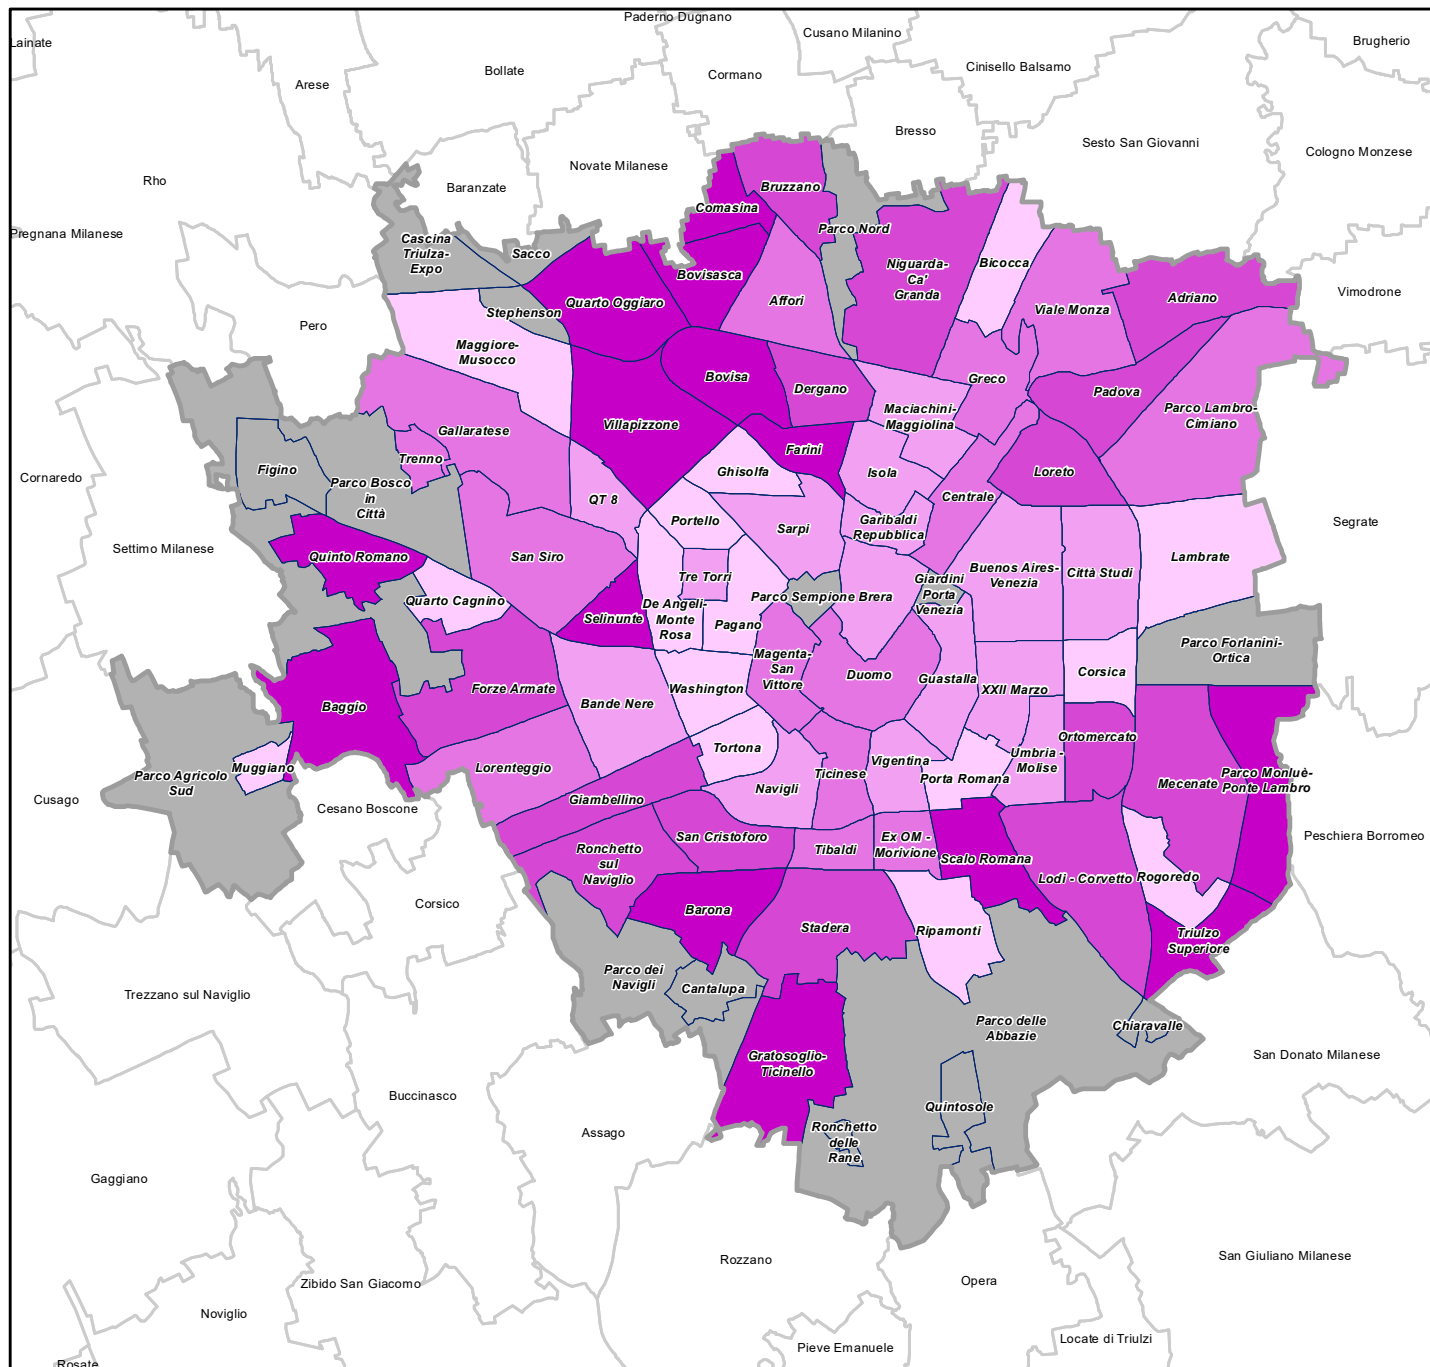 Paderno Dugnano
Cusano Milanino
Lainate
Brugherio
Bollate
Cormano
Cinisello Balsamo
Arese
Bresso
Sesto San Giovanni
Cologno Monzese
Novate Milanese
Rho
Baranzate
Bruzzano
Comasina
Pregnana Milanese
Parco Nord
Cascina
Triulza-
Expo
Sacco
Bicocca
Niguarda-
Ca'
Granda
Bovisasca
Quarto Oggiaro
Affori
Adriano
Vimodrone
Viale Monza
Stephenson
Pero
Maggiore-
Musocco
Bovisa
Dergano
Greco
Padova
Parco Lambro-
Cimiano
Maciachini-
Maggiolina
Villapizzone
Gallaratese
Farini
Trenno
Figino
Ghisolfa
Isola
Loreto
Cornaredo
Parco Bosco
in
Città
QT 8
Centrale
Portello
Sarpi
Garibaldi
Repubblica
Segrate
Settimo Milanese
Quinto Romano
San Siro
Lambrate
Buenos Aires-
Venezia
Città Studi
Tre Torri
Giardini
Porta
Venezia
Parco Sempione
Brera
Quarto Cagnino
De Angeli-
Monte
Rosa
Selinunte
Pagano
Parco Forlanini-
Ortica
Magenta-
San
Vittore
Duomo
Guastalla
XXII Marzo
Corsica
Washington
Forze Armate
Bande Nere
Baggio
Ortomercato
Tortona
Umbria -
Molise
Vigentina
Lorenteggio
Muggiano
Parco Agricolo
Sud
Ticinese
Porta Romana
Mecenate
Parco Monluè-
Ponte Lambro
Navigli
Cusago
Cesano Boscone
Giambellino
San Cristoforo
Tibaldi
Ex OM -
Morivione
Peschiera Borromeo
Ronchetto
sul
Naviglio
Scalo Romana
Lodi - Corvetto
Rogoredo
Corsico
Barona
Stadera
Ripamonti
Triulzo
Superiore
Parco dei
Navigli
Cantalupa
Trezzano sul Naviglio
Parco delle
Abbazie
Chiaravalle
San Donato Milanese
Gratosoglio-
Ticinello
Buccinasco
Quintosole
Assago
Ronchetto
delle
Rane
Gaggiano
Rozzano
San Giuliano Milanese
Opera
Zibido San Giacomo
Noviglio
Locate di Triulzi
Pieve Emanuele
Rosate